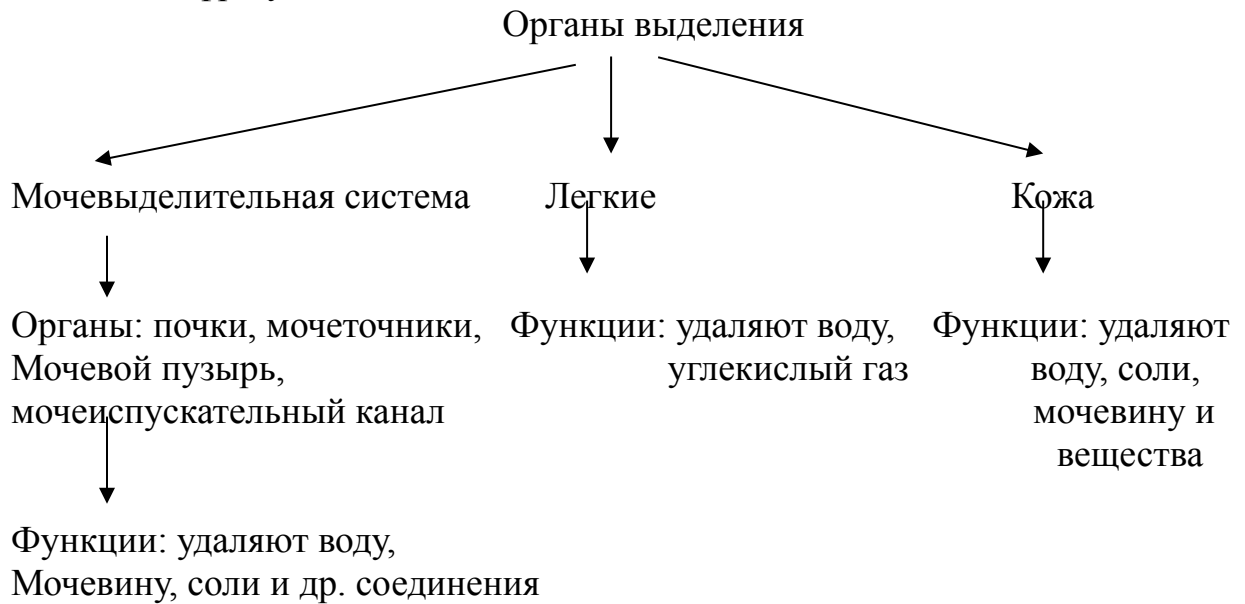 Органы выделения
Мочевыделительная система
Легкие
Кожа
Органы: почки, мочеточники,
Мочевой пузырь,
мочеиспускательный канал
Функции: удаляют воду,
углекислый газ
Функции: удаляют
воду, соли,
мочевину и
вещества
Функции: удаляют воду,
Мочевину, соли и др. соединения